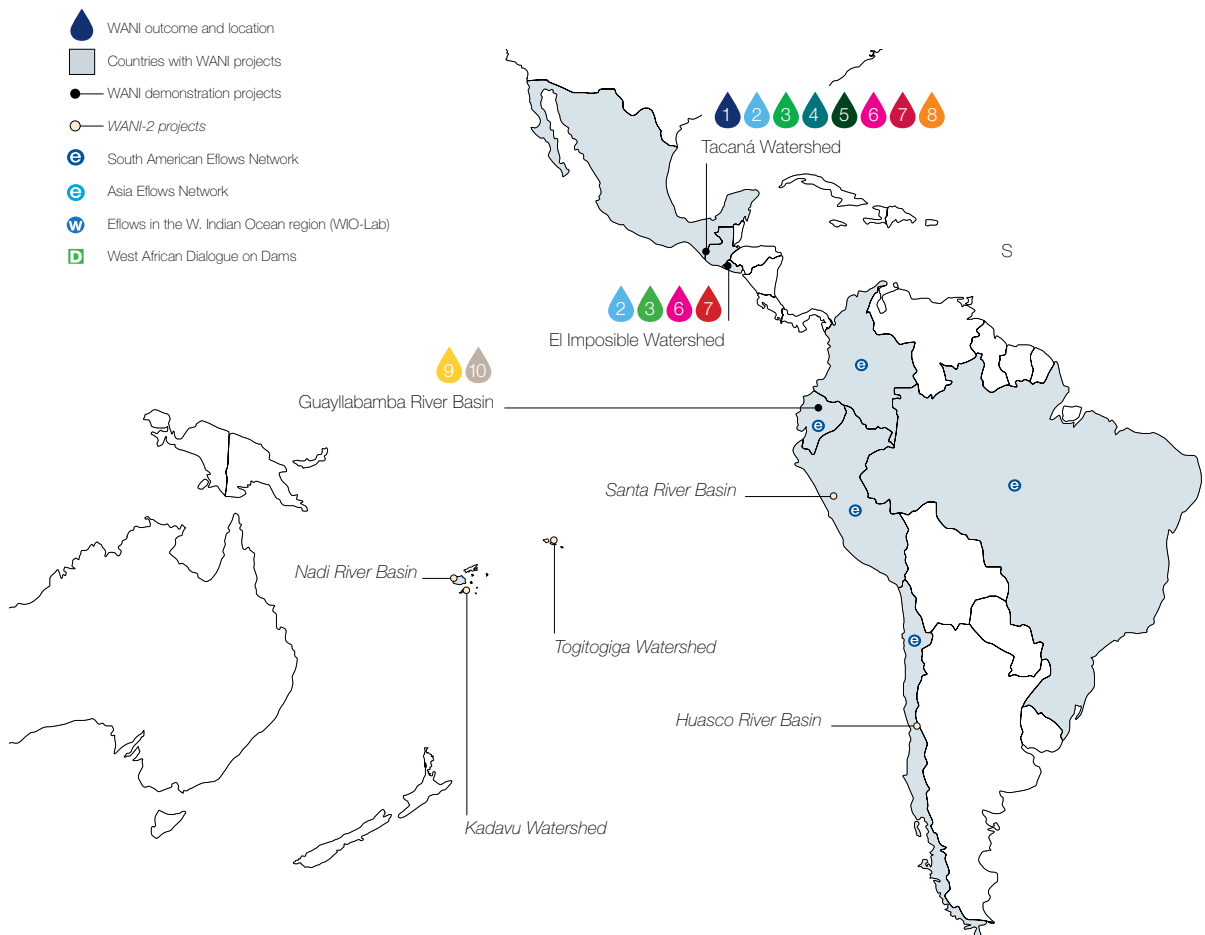 WANI outcome and location
Countries with WANI projects
WANI demonstration projects
WANI-2 projects
e South American Eflows Network
e Asia Eflows Network
W Eflows in the W. Indian Ocean region (WIO-Lab)
D West African Dialogue on Dams
1 2 3 4 5 6 7 8
Tacaná Watershed
S
2 3 6 7
El Imposible Watershed
9 10
Guayllabamba River Basin
e
e
Santa River Basin
e
e
Nadi River Basin
Togitogiga Watershed
e
Huasco River Basin
Kadavu Watershed